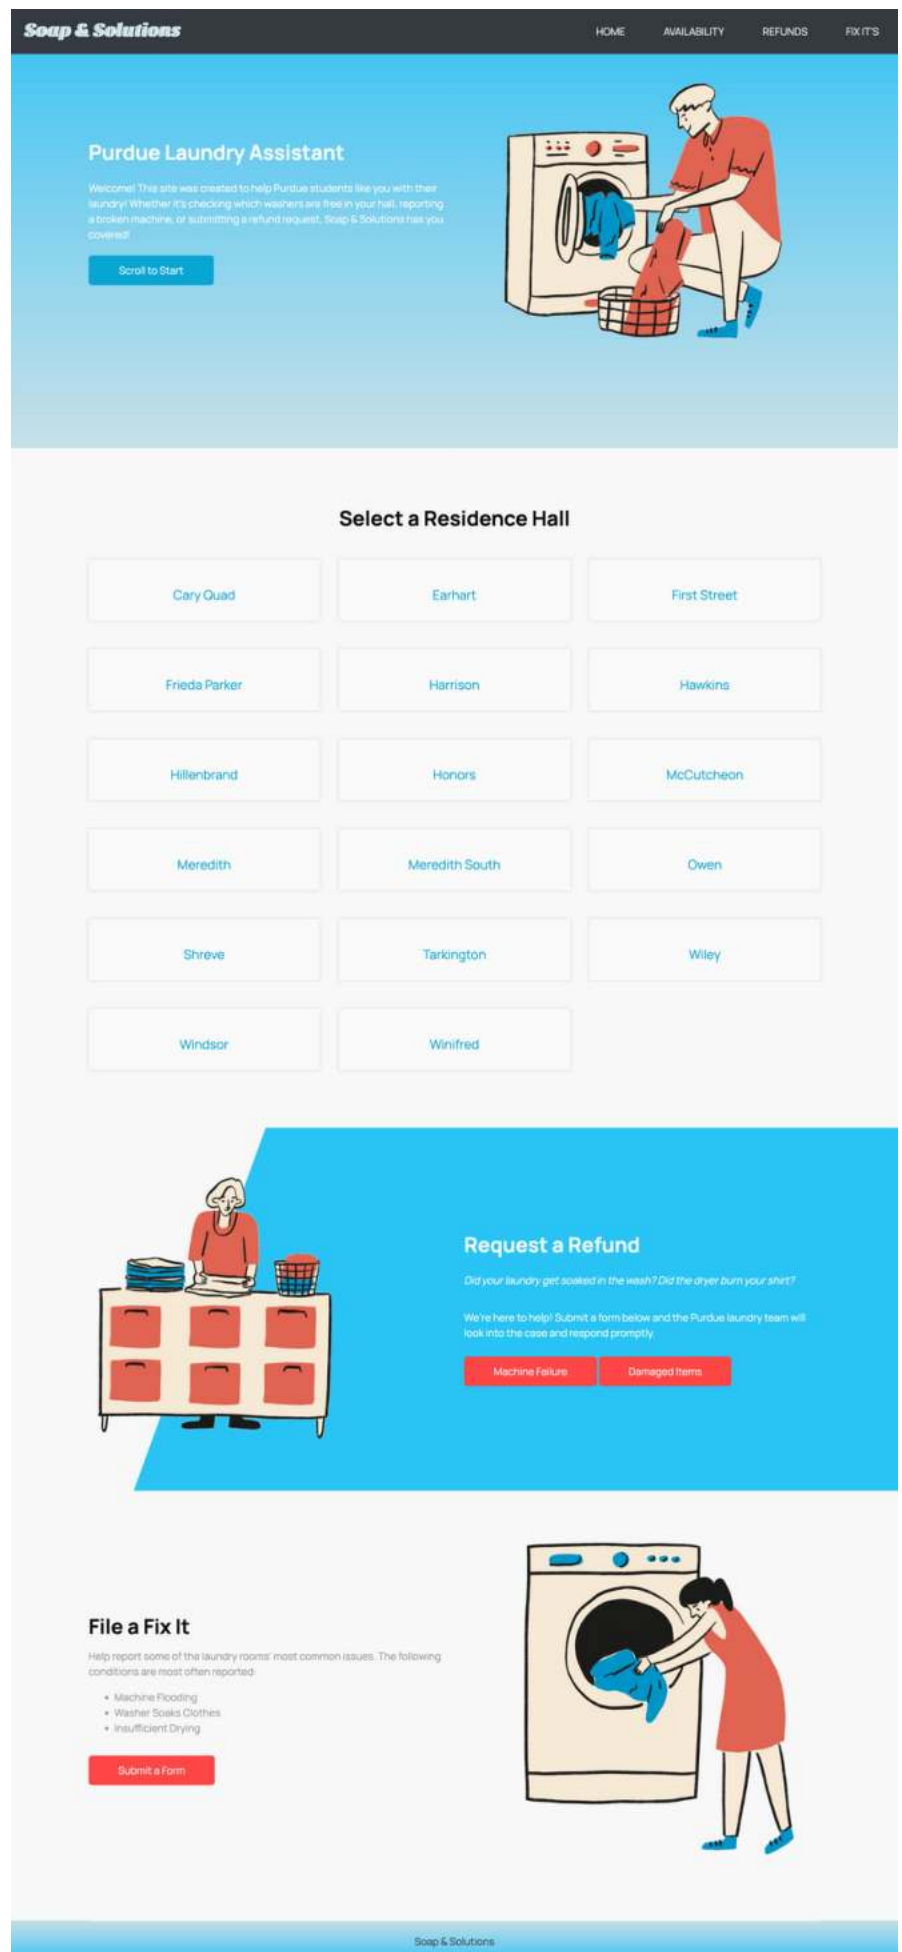 Soap & Solutions
HOME AVAILABILITY REFUNDS FIX IT'S
Purdue Laundry Assistant
Welcome! This site was created to help Purdue students like you with their
laundry! Whether it's checking which washers are free in your hall, reporting
a broken machine, or submitting a refund request, Soap & Solutions has you
covered!
Scroll to Start
Select a Residence Hall
Cary Quad Earhart First Street
Frieda Parker Harrison Hawkins
Hillenbrand Honors McCutcheon
Meredith Meredith South Owen
Shreve Tarkington Wiley
Windsor Winifred
Request a Refund
Did your laundry get soaked in the wash? Did the dryer burn your shirt?
We're here to help! Submit a form below and the Purdue laundry team will
look into the case and respond promptly.
Machine Failure Damaged Items
File a Fix It
Help report some of the laundry rooms' most common issues. The following
conditions are most often reported:
• Machine Flooding
• Washer Soaks Clothes
• Insufficient Drying
Submit a Form
Soap & Solutions